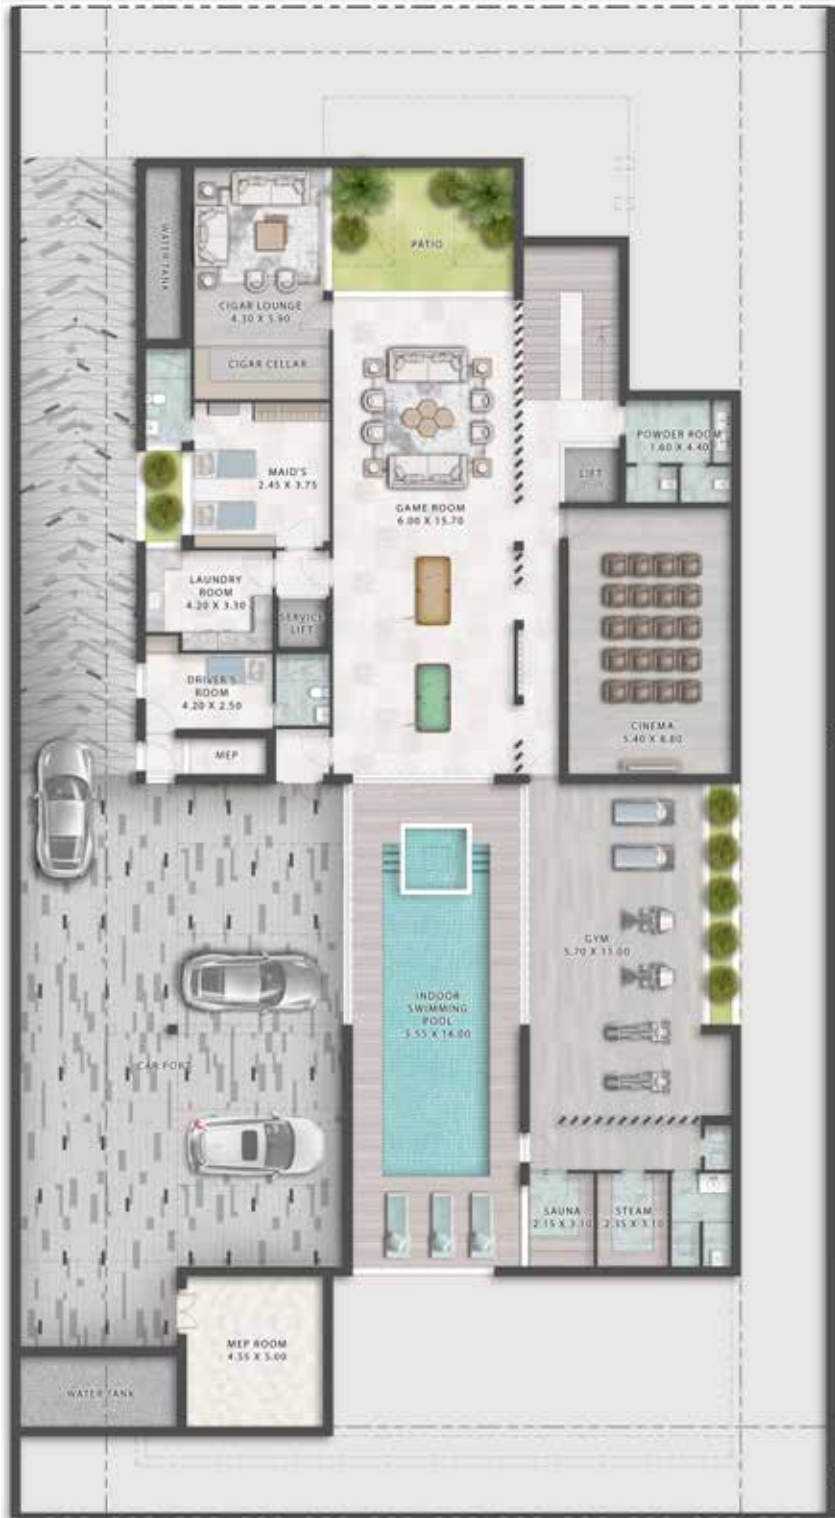 WATER TANK
PATIO
CIGAR LOUNGE
4.30 X 5.90
CIGAR CELLAR
POWDER ROOM
1.60 X 4.40
MAID'S
2.45 X 3.75
LIFT
GAME ROOM
6.00 X 15.70
LAUNDRY
ROOM
4.20 X 3.30
SERVICE
LIFT
DRIVER'S
ROOM
4.20 X 2.50
CINEMA
5.40 X 8.80
MEP
GYM
5.70 X 11.00
INDOOR
SWIMMING
POOL
CAR PORT
SAUNA
2.15 X 3.10
STEAM
2.35 X 3.10
MEP ROOM
4.55 X 5.00
WATER TANK